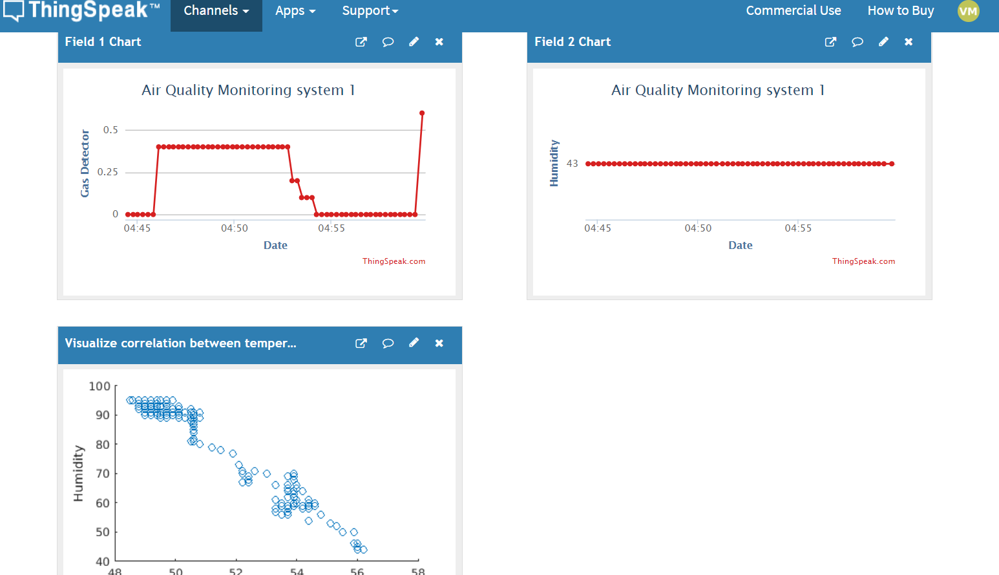 ThingSpeak™ Channels Apps Support Commercial Use How to Buy VM
Field 1 Chart
Air Quality Monitoring system 1
Gas Detector
0.5
0.25
0
04:45 04:50 04:55
Date
ThingSpeak.com
Field 2 Chart
Air Quality Monitoring system 1
Humidity
43
04:45 04:50 04:55
Date
ThingSpeak.com
Visualize correlation between temper...
Humidity
100
90
80
70
60
50
40
48 50 52 54 56 58